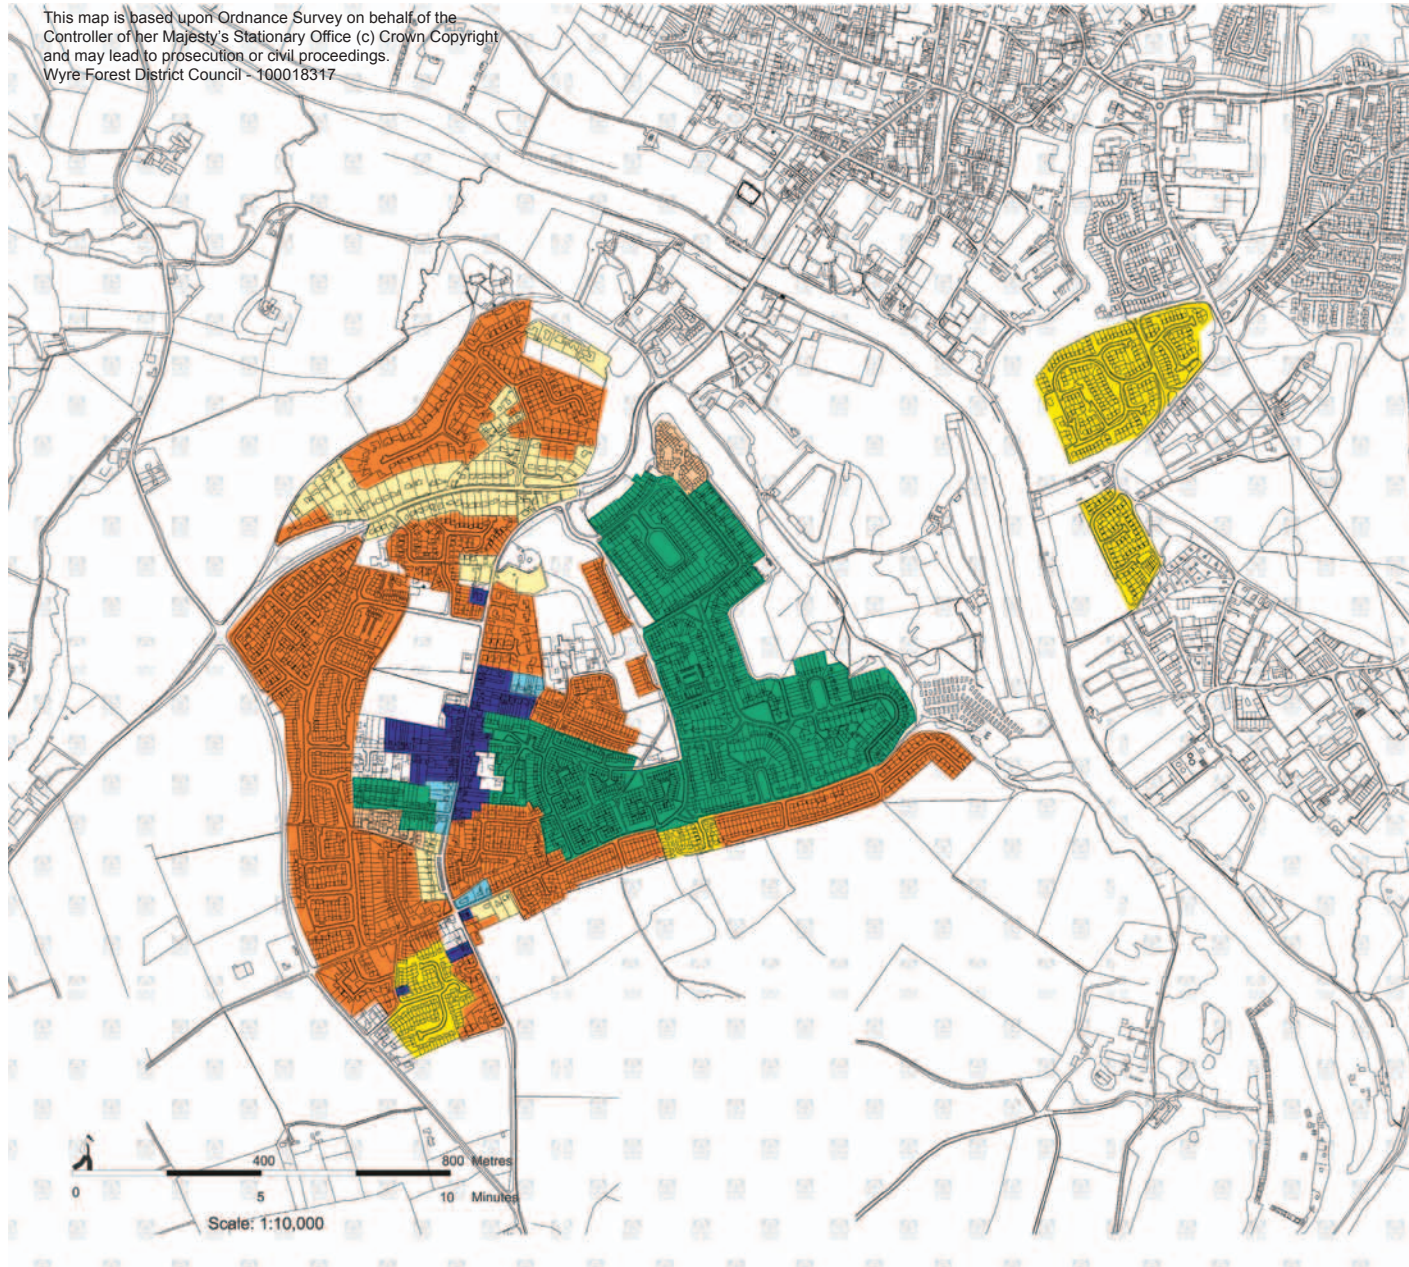 This map is based upon Ordnance Survey on behalf of the
Controller of her Majesty's Stationary Office (c) Crown Copyright
and may lead to prosecution or civil proceedings.
Wyre Forest District Council - 100018317
400 800 Metres
0 5 10 Minutes
Scale: 1:10,000